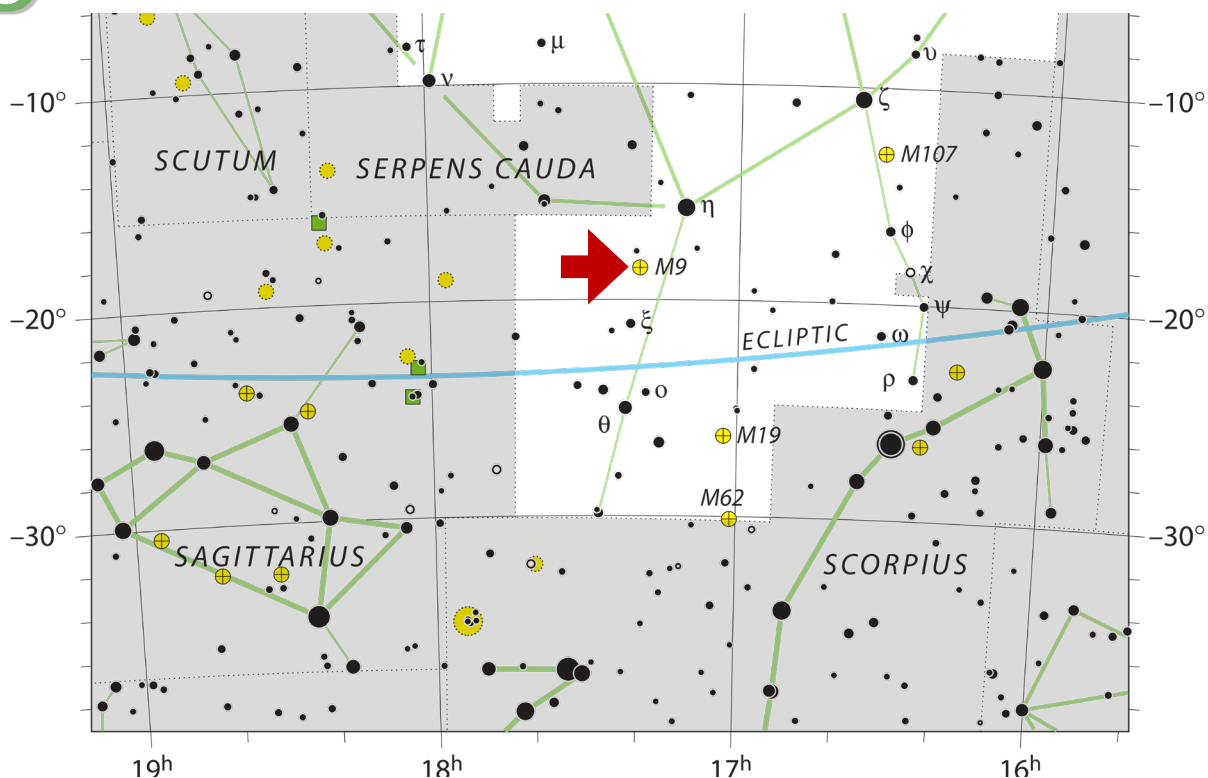 τ
μ
υ
ν
−10°
ζ
−10°
SCUTUM
SERPENS CAUDA
M107
η
φ
M9
χ
ψ
−20°
ξ
ECLIPTIC
ω
−20°
ρ
ο
θ
M19
M62
−30°
−30°
SAGITTARIUS
SCORPIUS
19h
18h
17h
16h